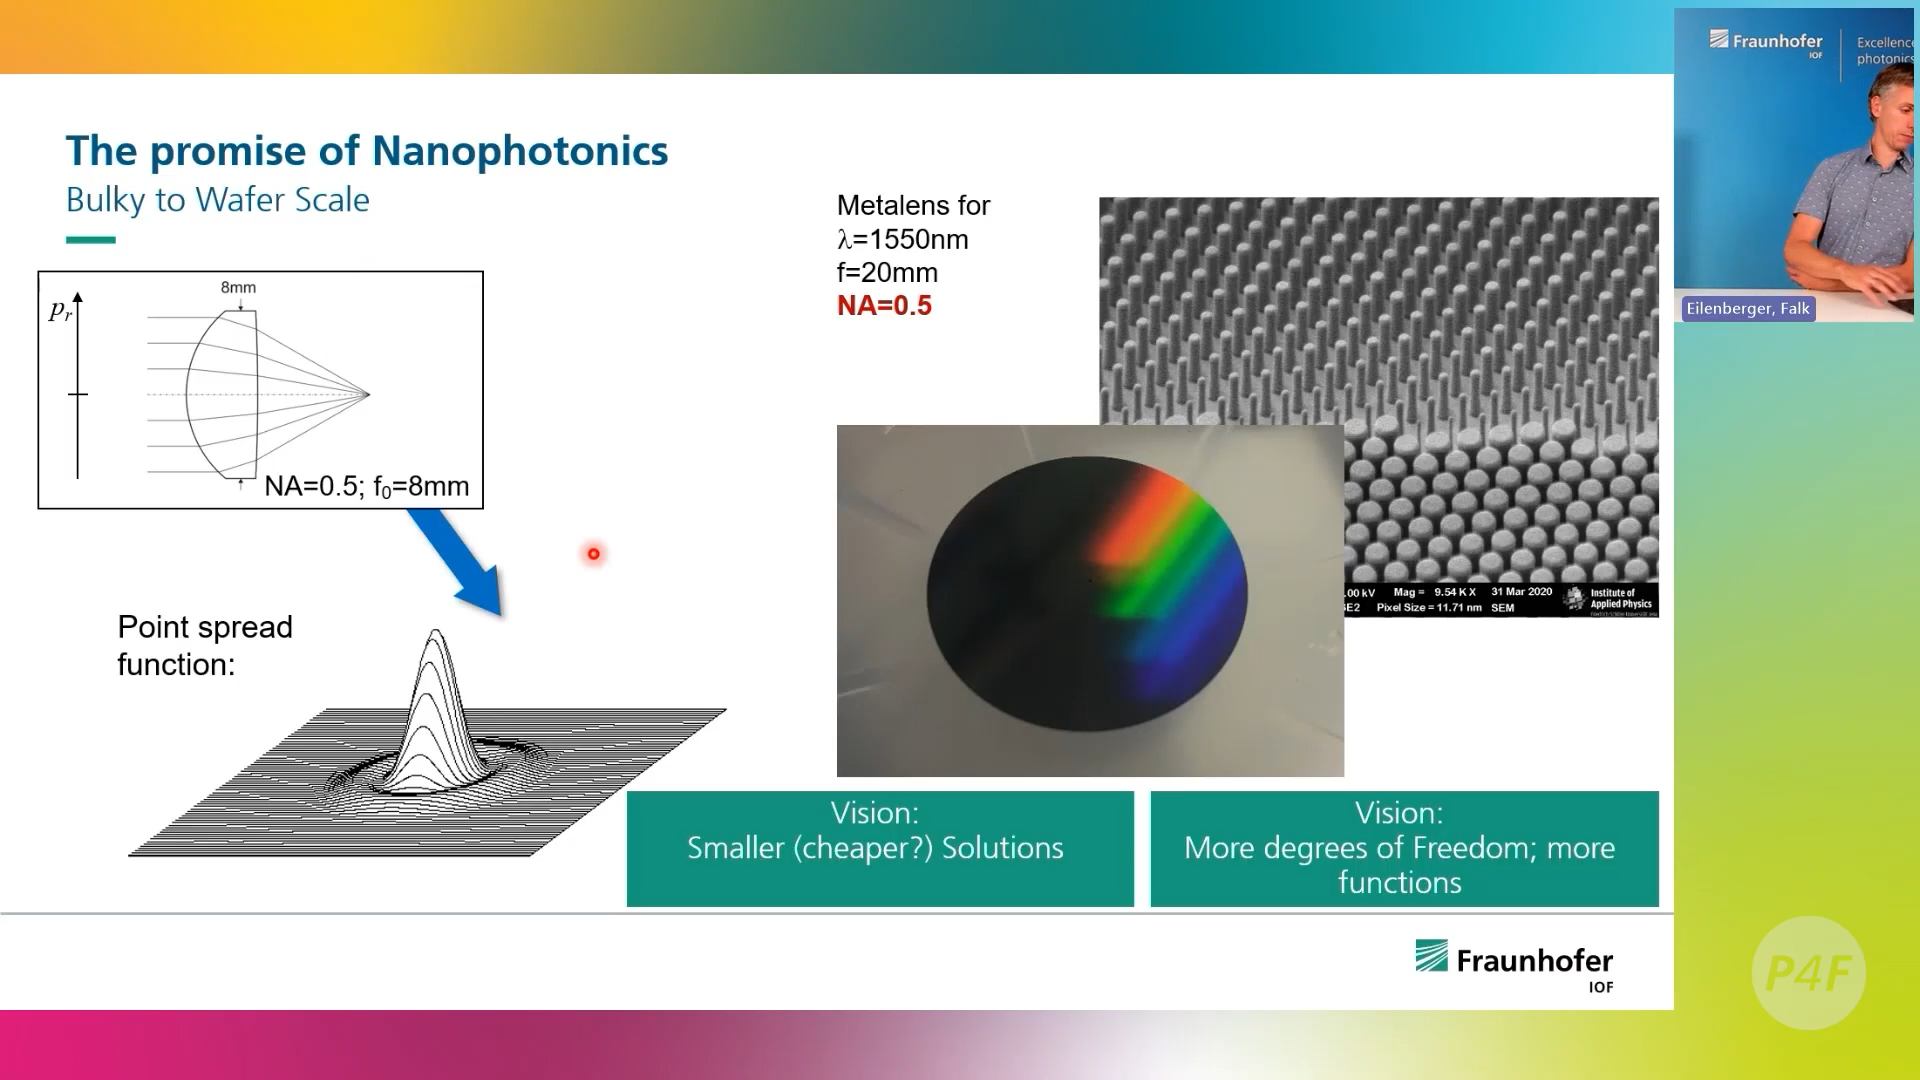 The promise of Nanophotonics
Bulky to Wafer Scale
8mm
pr
NA=0.5; f₀=8mm
Point spread
function:
Metalens for
λ=1550nm
f=20mm
NA=0.5
.00 kV Mag = 9.54 K X 31 Mar 2020
SE2 Pixel Size = 11.71 nm SEM
Institute of
Applied Physics
Vision:
Smaller (cheaper?) Solutions
Vision:
More degrees of Freedom; more
functions
Fraunhofer
IOF
Fraunhofer
IOF
Excellence
photonics
Eilenberger, Falk
P4F